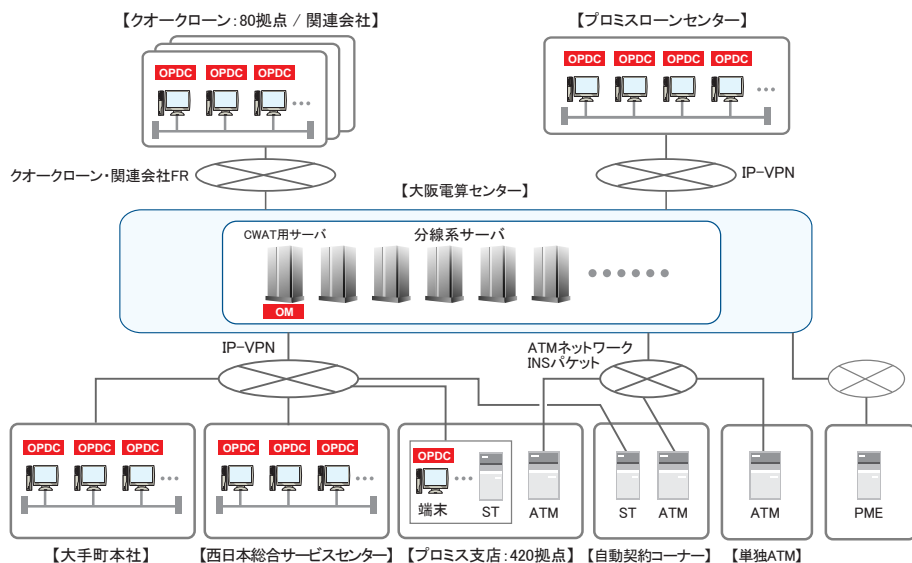 【クオークローン：80拠点 / 関連会社】
OPDC OPDC OPDC
【プロミスローンセンター】
OPDC OPDC OPDC OPDC
クオークローン・関連会社FR
IP-VPN
【大阪電算センター】
CWAT用サーバ
分線系サーバ
OM
IP-VPN
ATMネットワーク
INSパケット
OPDC OPDC OPDC
【大手町本社】
OPDC OPDC OPDC
【西日本総合サービスセンター】
OPDC
端末 ST ATM
【プロミス支店：420拠点】
ST ATM
【自動契約コーナー】
ATM
【単独ATM】
PME